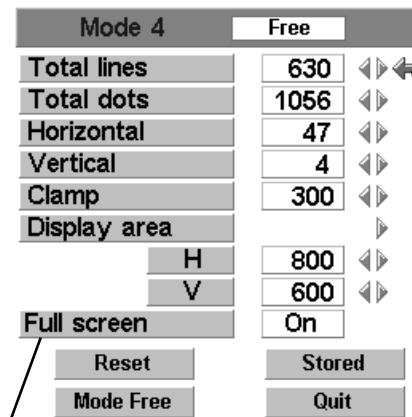 Mode 4 Free
Total lines 630
Total dots 1056
Horizontal 47
Vertical 4
Clamp 300
Display area
H 800
V 600
Full screen On
Reset Stored
Mode Free Quit